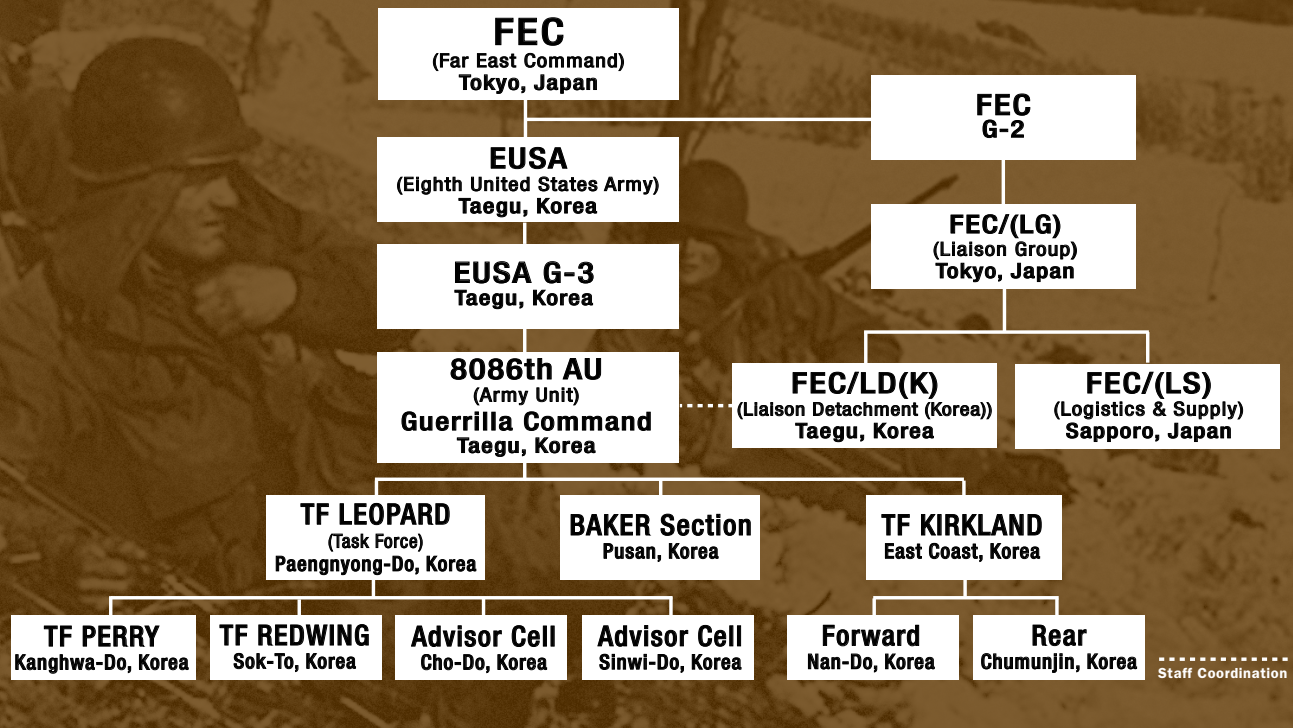 FEC
(Far East Command)
Tokyo, Japan
FEC
G-2
EUSA
(Eighth United States Army)
Taegu, Korea
FEC/(LG)
(Liaison Group)
Tokyo, Japan
EUSA G-3
Taegu, Korea
8086th AU
(Army Unit)
Guerrilla Command
Taegu, Korea
FEC/LD(K)
(Liaison Detachment (Korea))
Taegu, Korea
FEC/(LS)
(Logistics & Supply)
Sapporo, Japan
TF LEOPARD
(Task Force)
Paengnyong-Do, Korea
BAKER Section
Pusan, Korea
TF KIRKLAND
East Coast, Korea
TF PERRY
Kanghwa-Do, Korea
TF REDWING
Sok-To, Korea
Advisor Cell
Cho-Do, Korea
Advisor Cell
Sinwi-Do, Korea
Forward
Nan-Do, Korea
Rear
Chumunjin, Korea
Staff Coordination